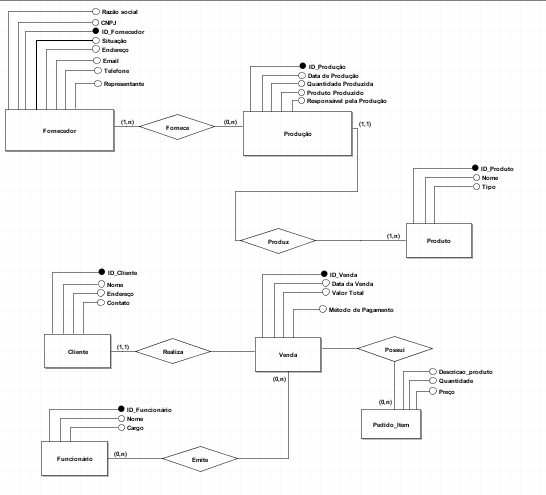 Razão social
CNPJ
ID_Fornecedor
Situação
Endereço
Email
Telefone
Representante
Fornecedor
(1,n)
Fornece
(0,n)
ID_Produção
Data de Produção
Quantidade Produzida
Produto Produzido
Responsável pela Produção
Produção
(1,1)
Produz
(1,n)
ID_Produto
Nome
Tipo
Produto
ID_Cliente
Nome
Endereço
Contato
Cliente
(1,1)
Realiza
ID_Venda
Data da Venda
Valor Total
Método de Pagamento
Venda
(0,n)
Possui
(0,n)
Descricao_produto
Quantidade
Preço
Pedido_Item
ID_Funcionário
Nome
Cargo
Funcionário
(0,n)
Emite